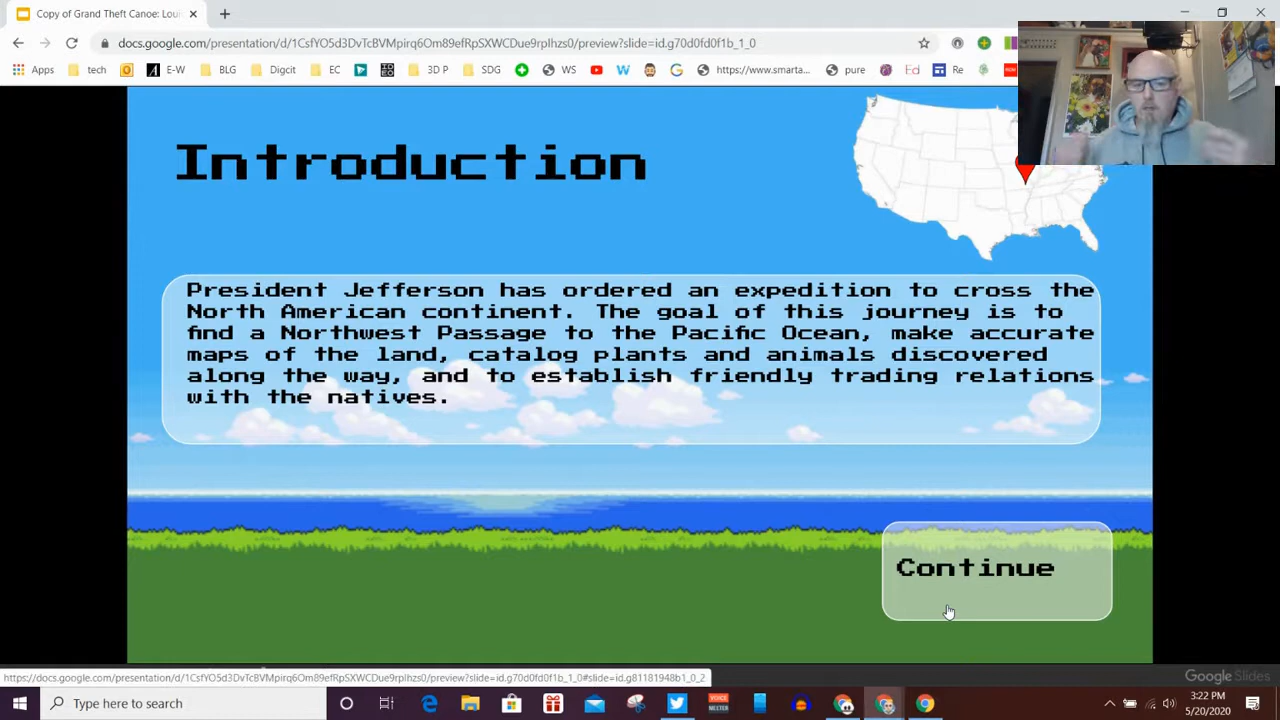 Copy of Grand Theft Canoe: Lou
docs.google.com/presentation/d/1CsfYO5d3DvTcBVMpirq6Om89efRpSXWCDue9rpIhzs0/preview?slide=id.g70d0fd0f1b_1_0
Apps tech E-W BLG Digcit EC 3D P SDG WS W https://www.smarta... pure Ed Re
Introduction
President Jefferson has ordered an expedition to cross the
North American continent. The goal of this journey is to
find a Northwest Passage to the Pacific Ocean, make accurate
maps of the land, catalog plants and animals discovered
along the way, and to establish friendly trading relations
with the natives.
Continue
https://docs.google.com/presentation/d/1CsfYO5d3DvTcBVMpirq6Om89efRpSXWCDue9rpIhzs0/preview?slide=id.g70d0fd0f1b_1_0#slide=id.g81181948b1_0_2
Google Slides
Type here to search
VOICE
MEETER
3:22 PM
5/20/2020